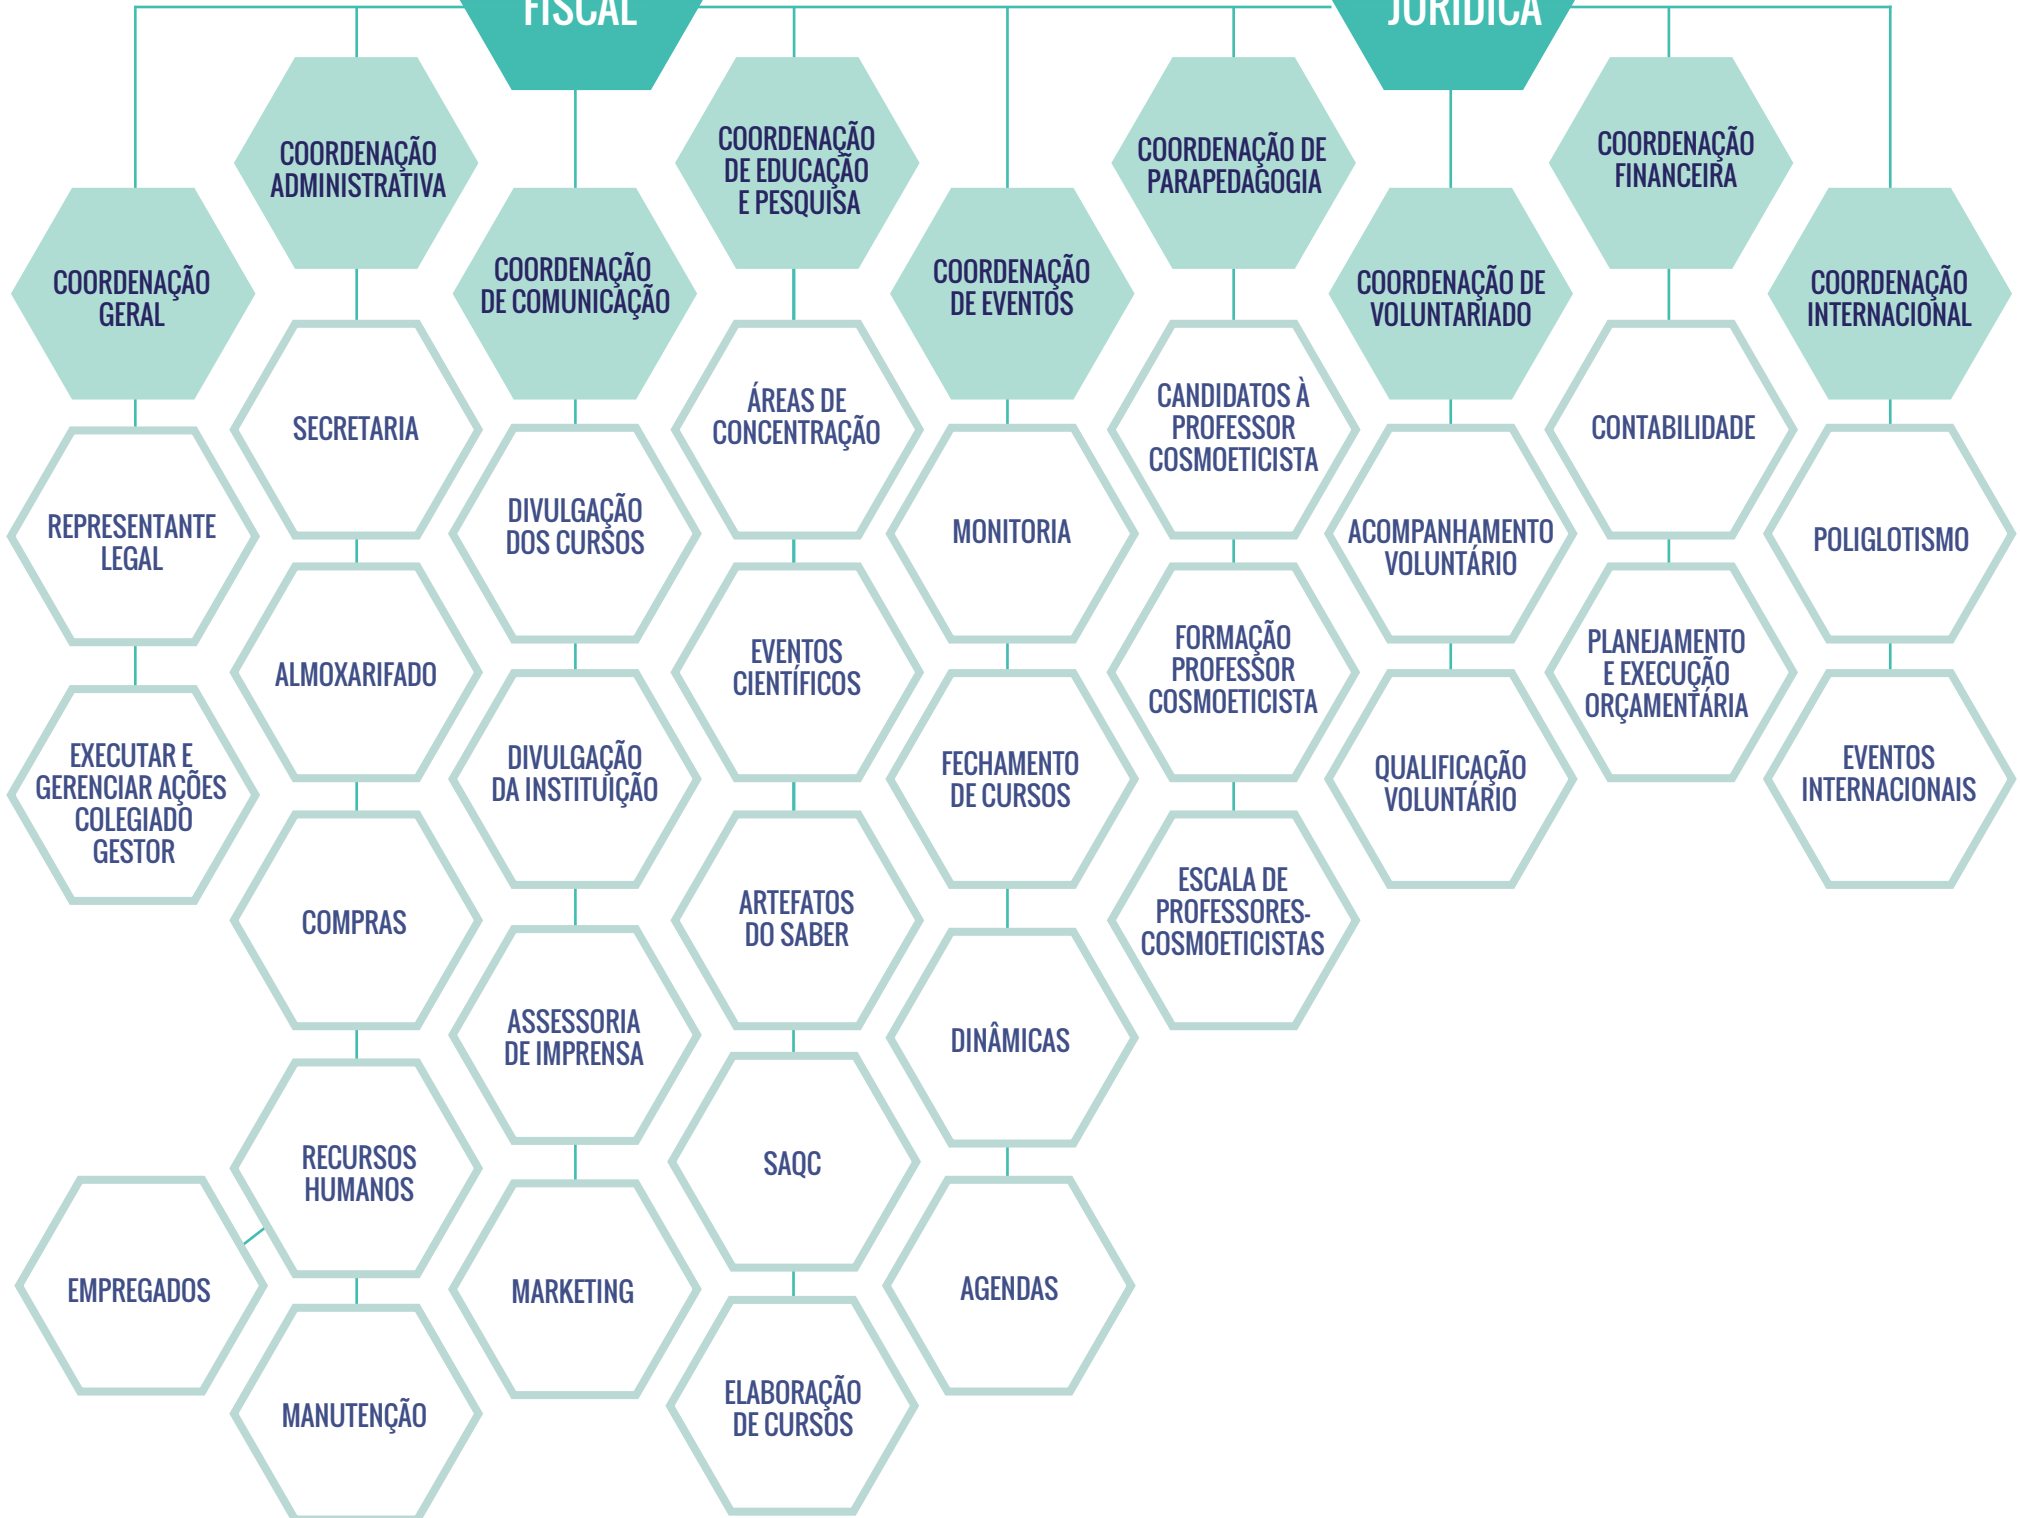 FISCAL
JURÍDICA
COORDENAÇÃO
GERAL
REPRESENTANTE
LEGAL
EXECUTAR E
GERENCIAR AÇÕES
COLEGIADO
GESTOR
COORDENAÇÃO
ADMINISTRATIVA
SECRETARIA
ALMOXARIFADO
COMPRAS
RECURSOS
HUMANOS
EMPREGADOS
MANUTENÇÃO
COORDENAÇÃO
DE COMUNICAÇÃO
DIVULGAÇÃO
DOS CURSOS
DIVULGAÇÃO
DA INSTITUIÇÃO
ASSESSORIA
DE IMPRENSA
MARKETING
COORDENAÇÃO
DE EDUCAÇÃO
E PESQUISA
ÁREAS DE
CONCENTRAÇÃO
EVENTOS
CIENTÍFICOS
ARTEFATOS
DO SABER
SAQC
ELABORAÇÃO
DE CURSOS
COORDENAÇÃO
DE EVENTOS
MONITORIA
FECHAMENTO
DE CURSOS
DINÂMICAS
AGENDAS
COORDENAÇÃO DE
PARAPEDAGOGIA
CANDIDATOS À
PROFESSOR
COSMOETICISTA
FORMAÇÃO
PROFESSOR
COSMOETICISTA
ESCALA DE
PROFESSORES-
COSMOETICISTAS
COORDENAÇÃO DE
VOLUNTARIADO
ACOMPANHAMENTO
VOLUNTÁRIO
QUALIFICAÇÃO
VOLUNTÁRIO
COORDENAÇÃO
FINANCEIRA
CONTABILIDADE
PLANEJAMENTO
E EXECUÇÃO
ORÇAMENTÁRIA
COORDENAÇÃO
INTERNACIONAL
POLIGLOTISMO
EVENTOS
INTERNACIONAIS